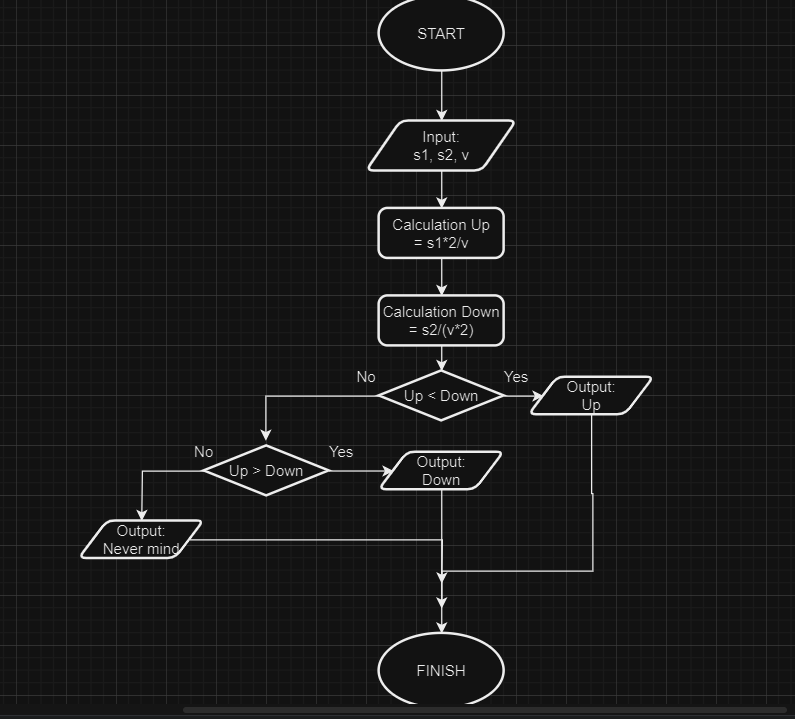 START
Input:
s1, s2, v
Calculation Up
= s1*2/v
Calculation Down
= s2/(v*2)
No
Yes
Up < Down
Output:
Up
No
Yes
Up > Down
Output:
Down
Output:
Never mind
FINISH